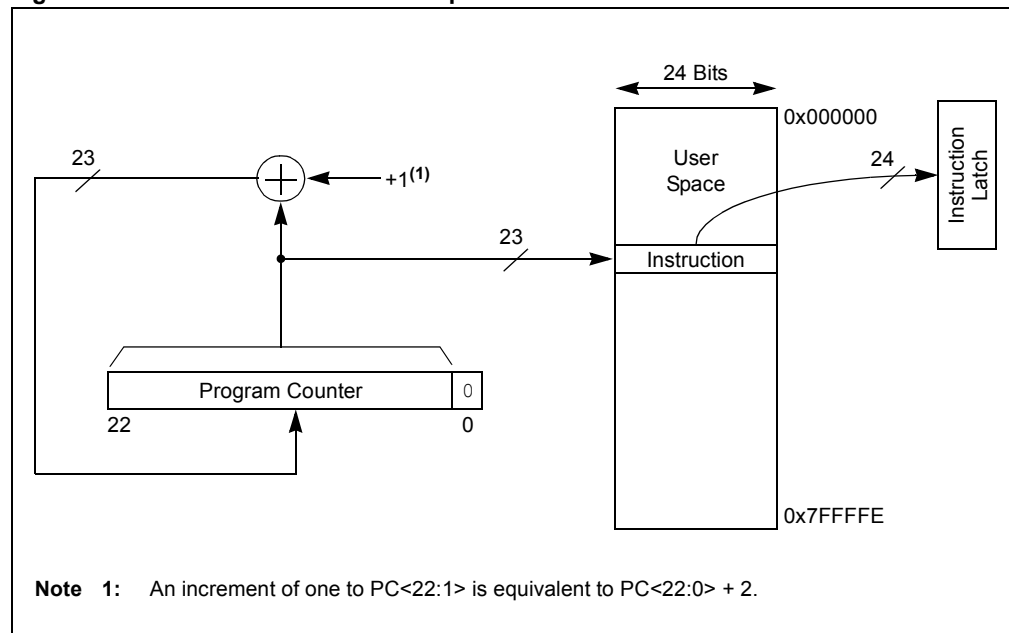 24 Bits
0x000000
User
Space
24
Instruction
Latch
23
+1(1)
23
Instruction
Program Counter
0
22
0
0x7FFFFE
Note 1: An increment of one to PC<22:1> is equivalent to PC<22:0> + 2.